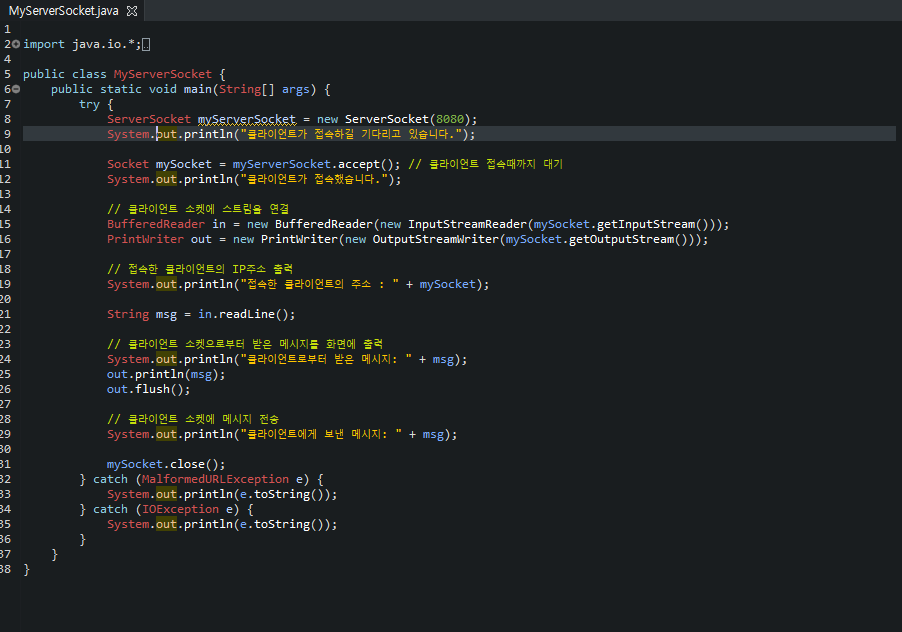 MyServerSocket.java
1
2 import java.io.*;
4
5 public class MyServerSocket {
6 public static void main(String[] args) {
7 try {
8 ServerSocket myServerSocket = new ServerSocket(8080);
9 System.out.println("클라이언트가 접속하길 기다리고 있습니다.");
10
11 Socket mySocket = myServerSocket.accept(); // 클라이언트 접속때까지 대기
12 System.out.println("클라이언트가 접속했습니다.");
13
14 // 클라이언트 소켓에 스트림을 연결
15 BufferedReader in = new BufferedReader(new InputStreamReader(mySocket.getInputStream()));
16 PrintWriter out = new PrintWriter(new OutputStreamWriter(mySocket.getOutputStream()));
17
18 // 접속한 클라이언트의 IP주소 출력
19 System.out.println("접속한 클라이언트의 주소 : " + mySocket);
20
21 String msg = in.readLine();
22
23 // 클라이언트 소켓으로부터 받은 메시지를 화면에 출력
24 System.out.println("클라이언트로부터 받은 메시지: " + msg);
25 out.println(msg);
26 out.flush();
27
28 // 클라이언트 소켓에 메시지 전송
29 System.out.println("클라이언트에게 보낸 메시지: " + msg);
30
31 mySocket.close();
32 } catch (MalformedURLException e) {
33 System.out.println(e.toString());
34 } catch (IOException e) {
35 System.out.println(e.toString());
36 }
37 }
38 }